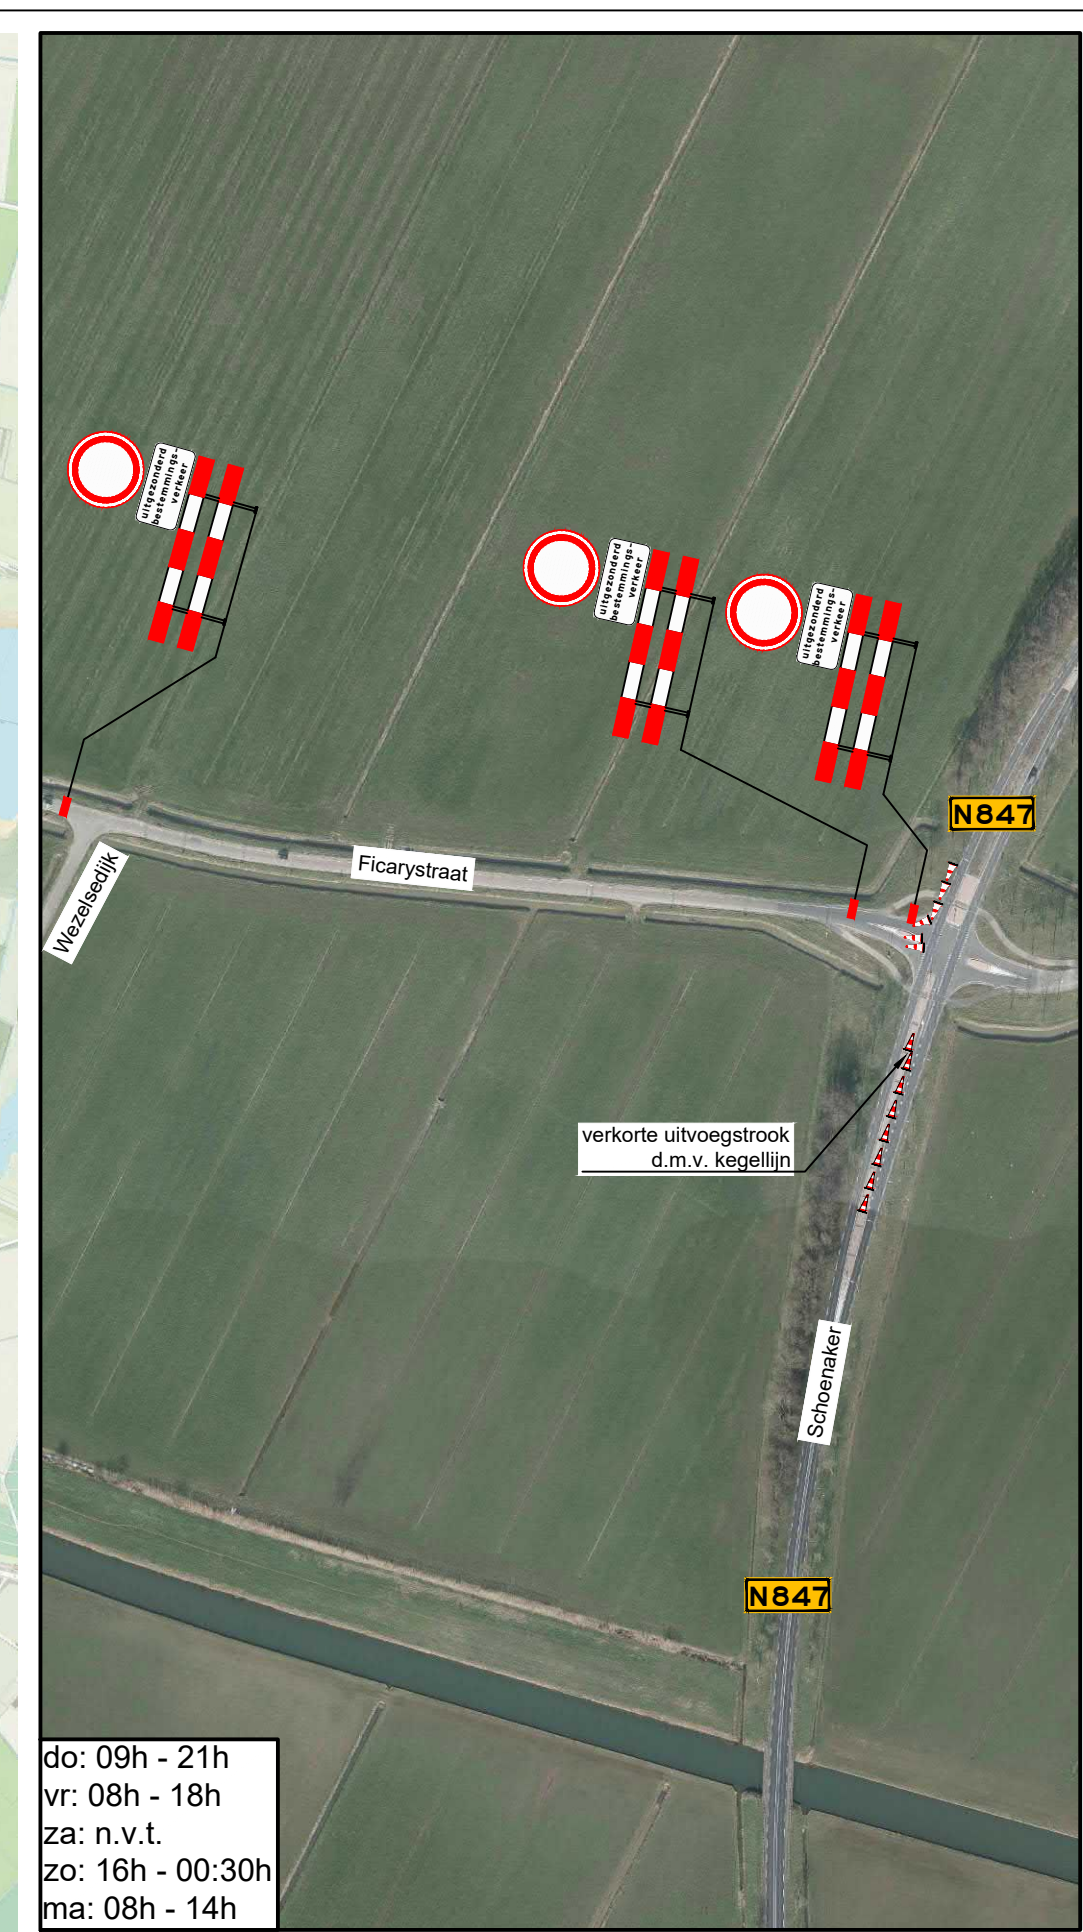 uitgezonderd
bestemmings-
verkeer
uitgezonderd
bestemmings-
verkeer
uitgezonderd
bestemmings-
verkeer
N847
Ficarystraat
Wezelsedijk
verkorte uitvoegstrook
d.m.v. kegellijn
Schoenaker
N847
do: 09h - 21h
vr: 08h - 18h
za: n.v.t.
zo: 16h - 00:30h
ma: 08h - 14h